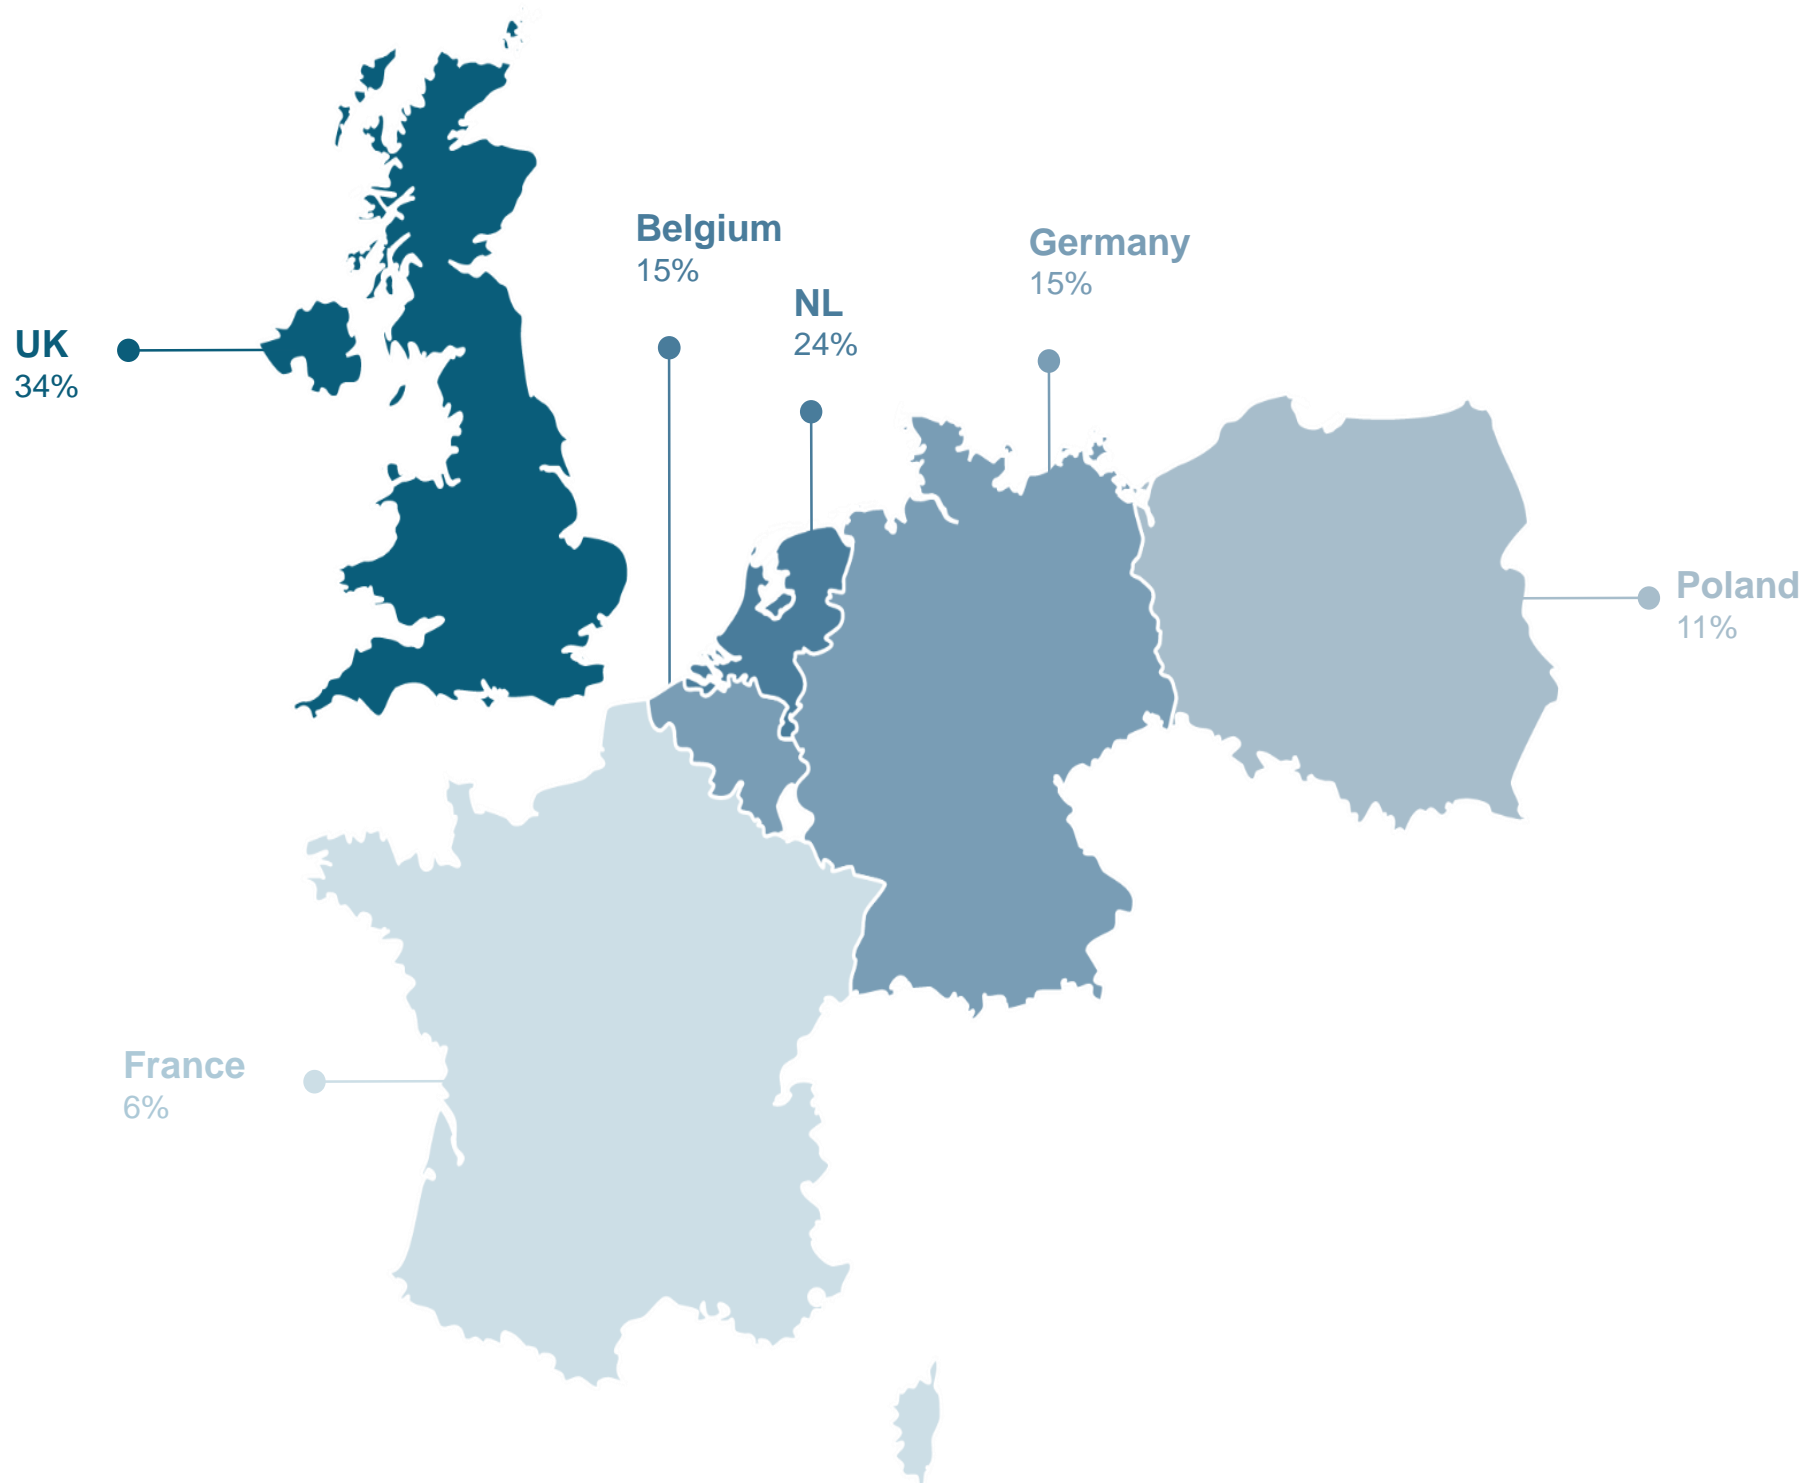 Belgium
15%
Germany
15%
NL
24%
UK
34%
Poland
11%
France
6%